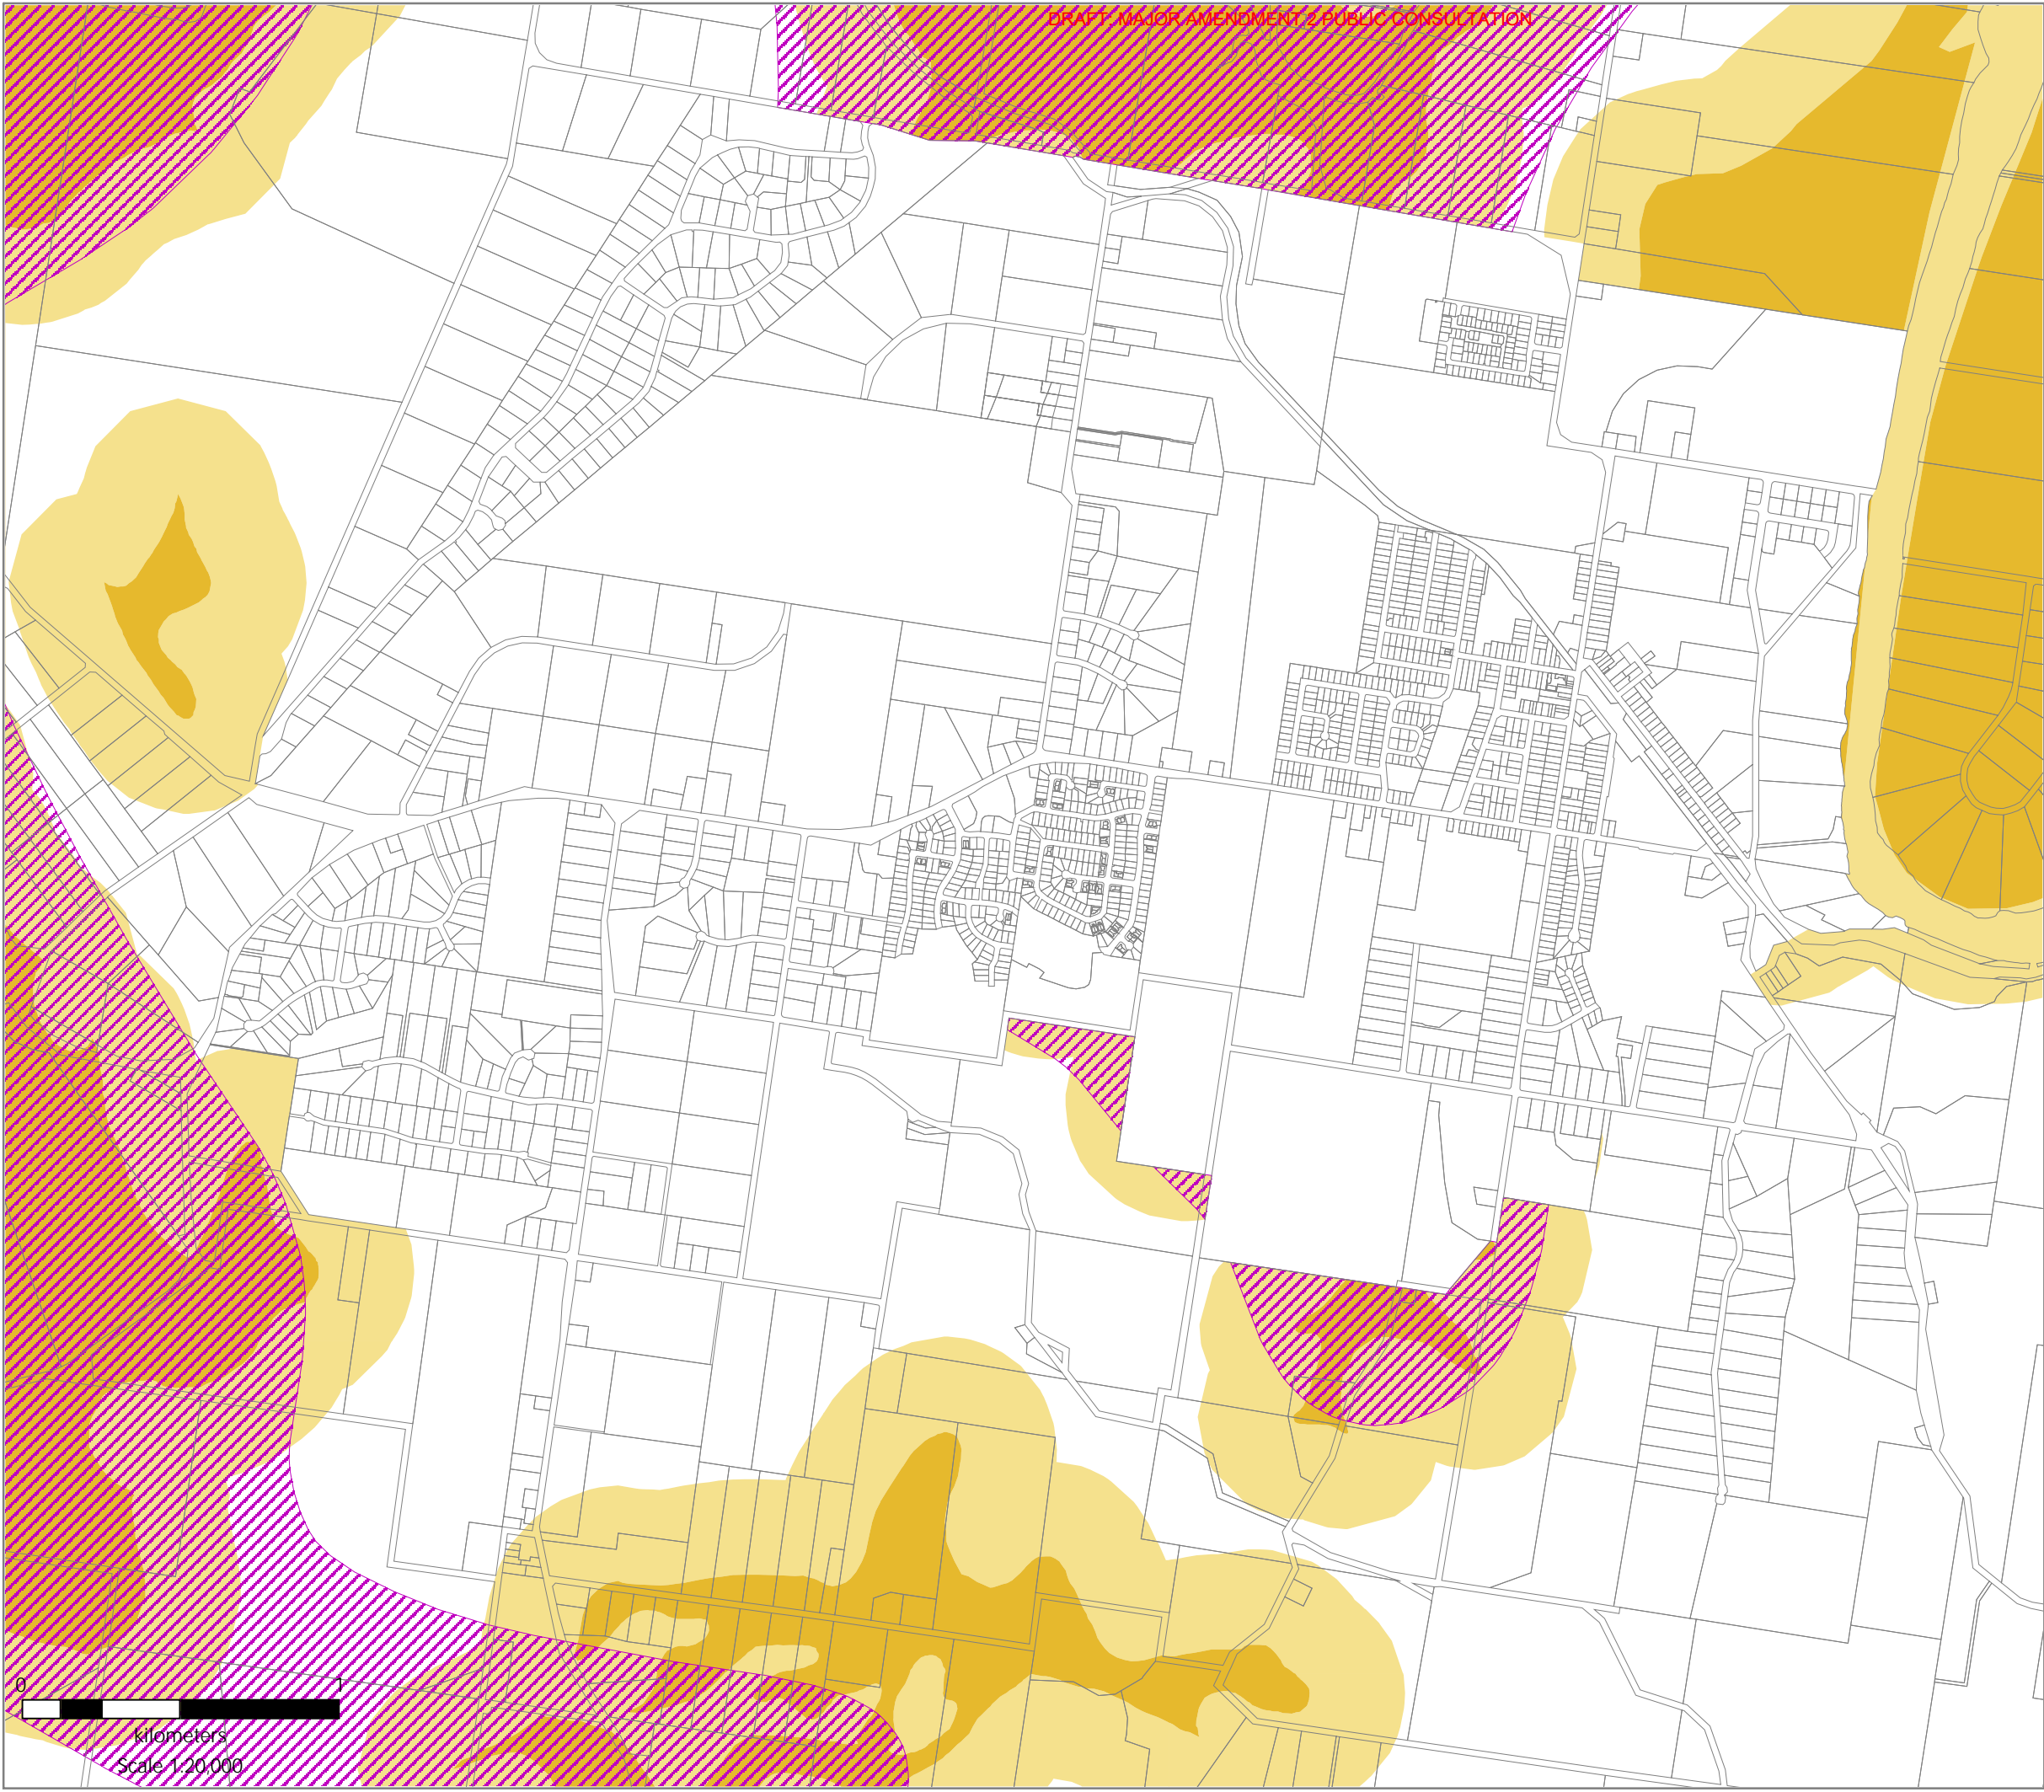 DRAFT: MAJOR AMENDMENT 2 PUBLIC CONSULTATION
0 1
kilometers
Scale 1:20,000